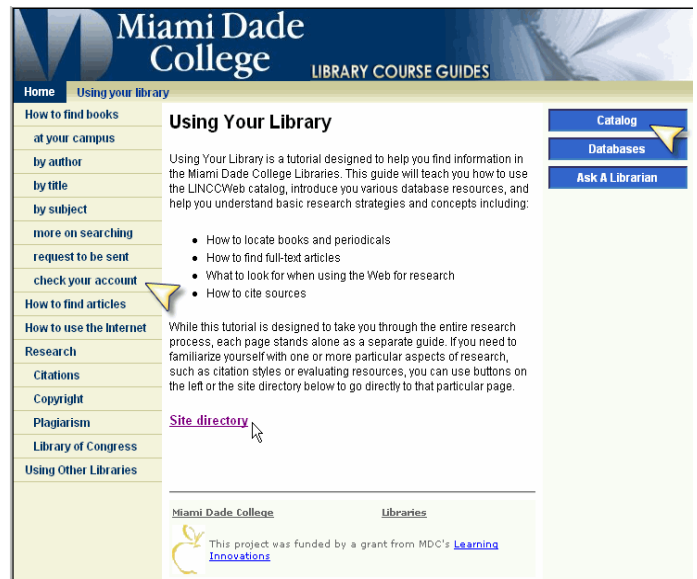 Miami Dade
College
LIBRARY COURSE GUIDES
Home
Using your library
How to find books
at your campus
by author
by title
by subject
more on searching
request to be sent
check your account
How to find articles
How to use the Internet
Research
Citations
Copyright
Plagiarism
Library of Congress
Using Other Libraries
Using Your Library
Using Your Library is a tutorial designed to help you find information in
the Miami Dade College Libraries. This guide will teach you how to use
the LINCCWeb catalog, introduce you various database resources, and
help you understand basic research strategies and concepts including:
• How to locate books and periodicals
• How to find full-text articles
• What to look for when using the Web for research
• How to cite sources
While this tutorial is designed to take you through the entire research
process, each page stands alone as a separate guide. If you need to
familiarize yourself with one or more particular aspects of research,
such as citation styles or evaluating resources, you can use buttons on
the left or the site directory below to go directly to that particular page.
Site directory
Miami Dade College
Libraries
This project was funded by a grant from MDC's Learning
Innovations
Catalog
Databases
Ask A Librarian